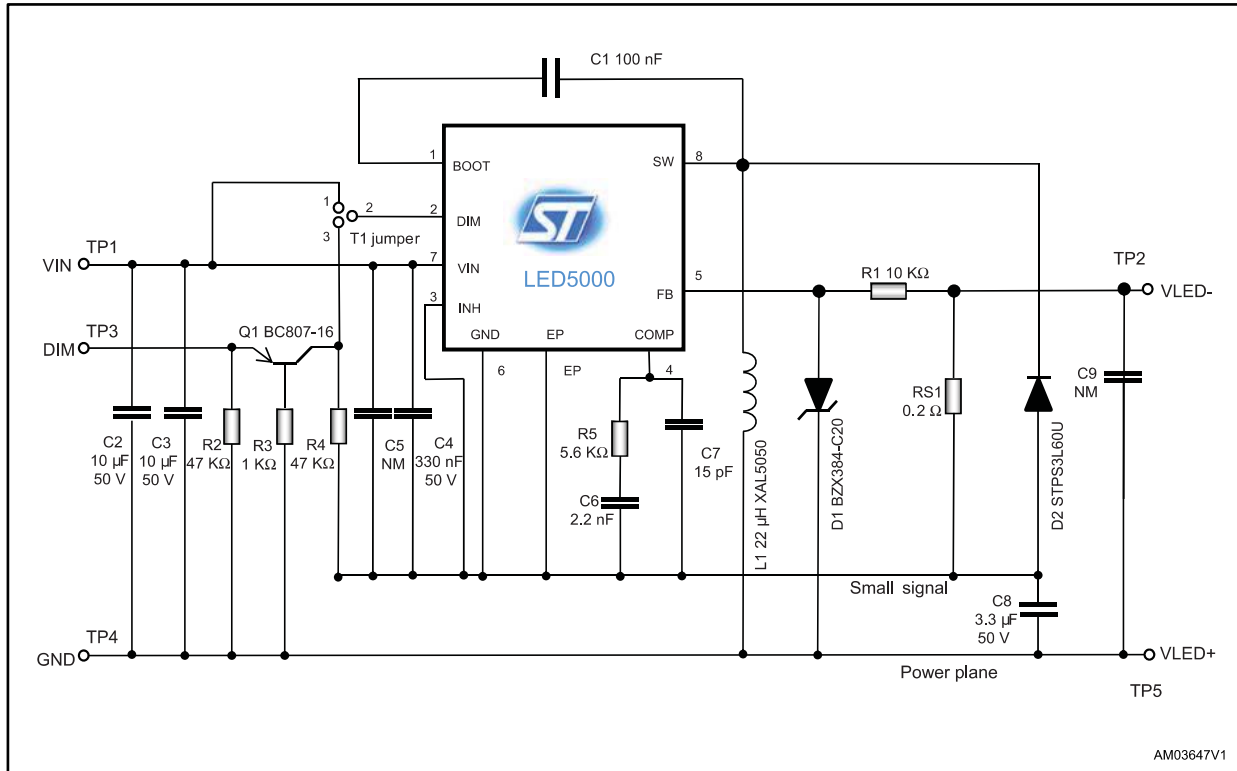 C1 100 nF
1
BOOT
SW
8
1
2
3
T1 jumper
2
DIM
ST
LED5000
TP1
VIN
7
VIN
3
INH
5
FB
R1 10 KΩ
TP2
VLED-
TP3
DIM
Q1 BC807-16
GND
EP
COMP
6
EP
4
C2
10 µF
50 V
C3
10 µF
50 V
R2
47 KΩ
R3
1 KΩ
R4
47 KΩ
C5
NM
C4
330 nF
50 V
R5
5.6 KΩ
C6
2.2 nF
C7
15 pF
L1 22 µH XAL5050
D1 BZX384-C20
RS1
0.2 Ω
D2 STPS3L60U
C9
NM
Small signal
C8
3.3 µF
50 V
TP4
GND
Power plane
VLED+
TP5
AM03647V1